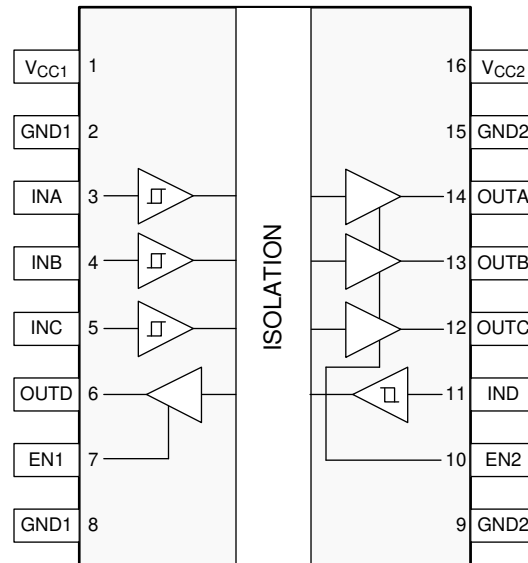 VCC1 1 16 VCC2
GND1 2 15 GND2
INA 3 14 OUTA
INB 4 13 OUTB
INC 5 12 OUTC
OUTD 6 11 IND
EN1 7 10 EN2
GND1 8 9 GND2
ISOLATION